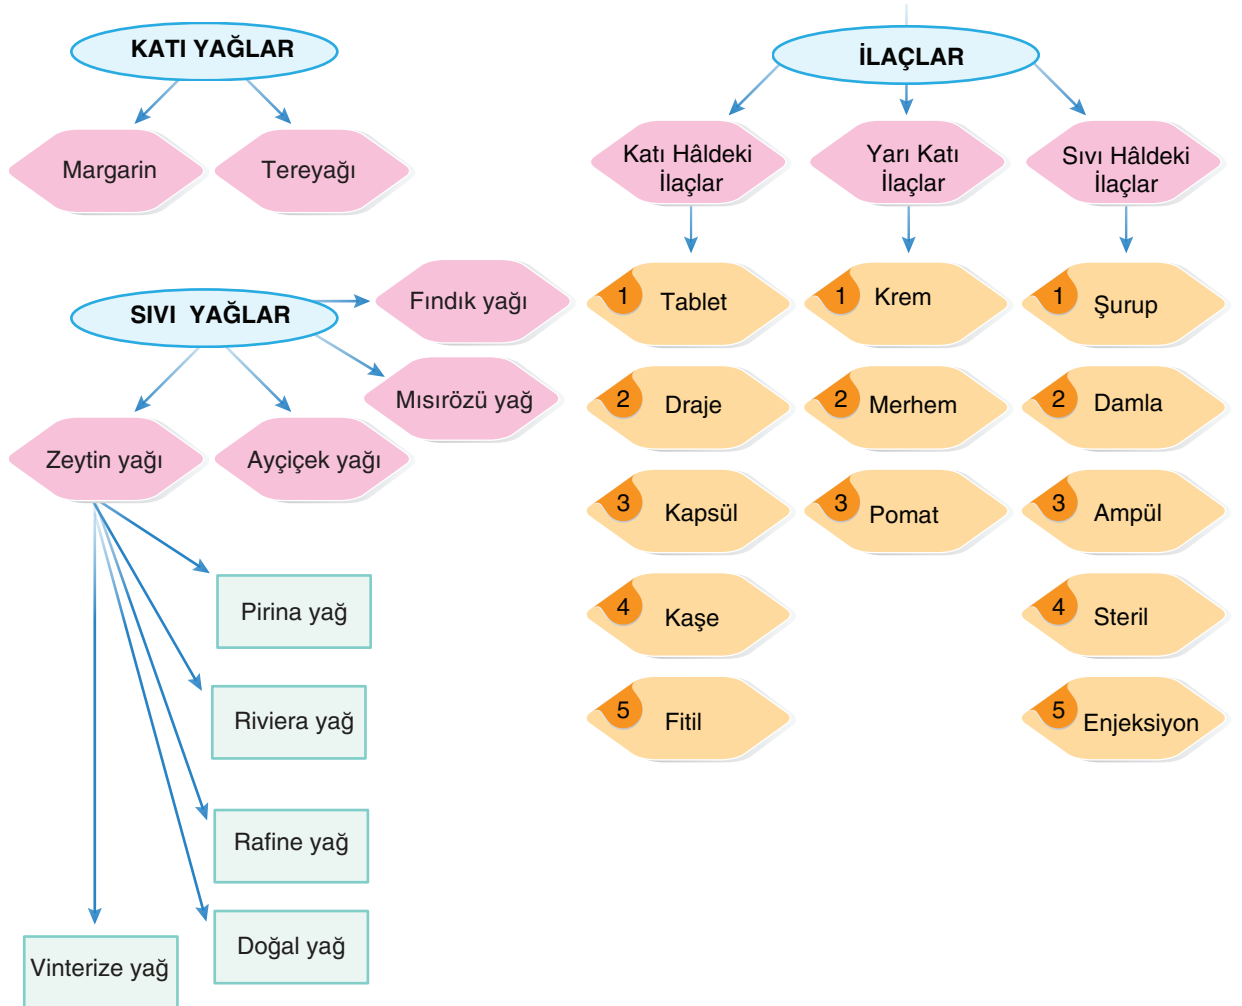 KATI YAĞLAR
Margarin
Tereyağı
SIVI YAĞLAR
Fındık yağı
Mısırözü yağ
Zeytin yağı
Ayçiçek yağı
Pirina yağ
Riviera yağ
Rafine yağ
Doğal yağ
Vinterize yağ
İLAÇLAR
Katı Hâldeki
İlaçlar
1 Tablet
2 Draje
3 Kapsül
4 Kaşe
5 Fitil
Yarı Katı
İlaçlar
1 Krem
2 Merhem
3 Pomat
Sıvı Hâldeki
İlaçlar
1 Şurup
2 Damla
3 Ampül
4 Steril
5 Enjeksiyon